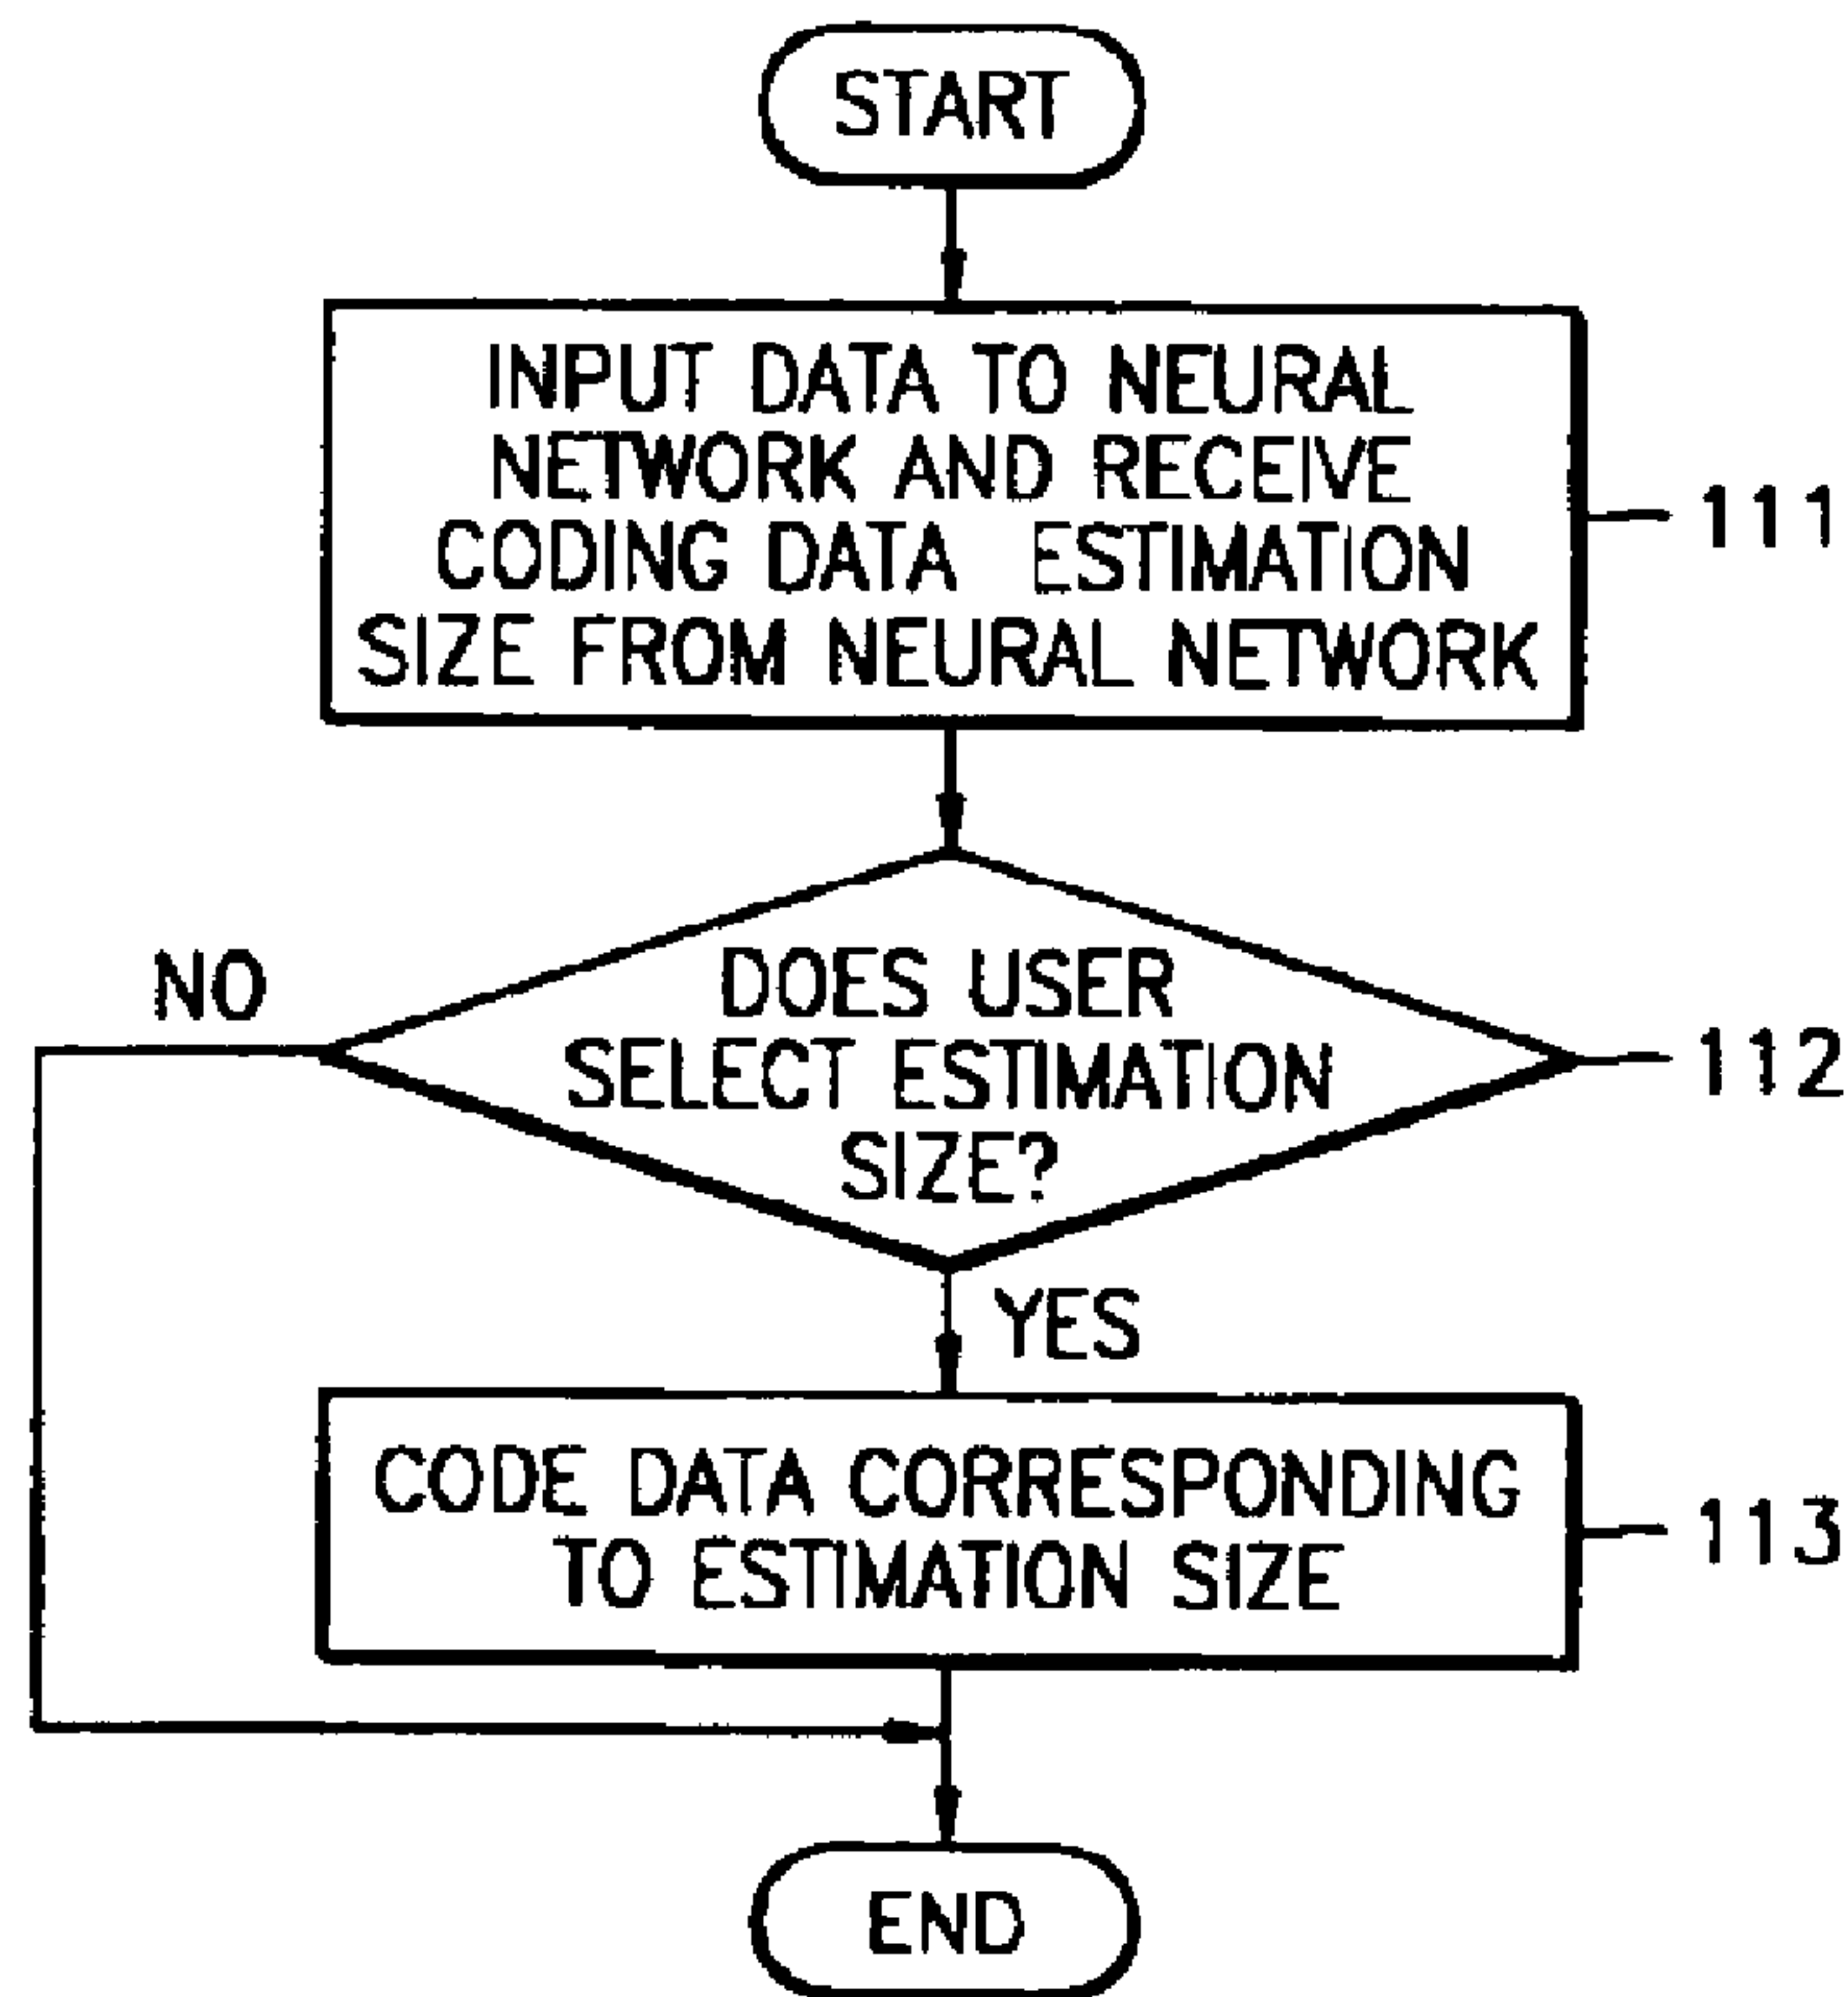 START
INPUT DATA TO NEURAL
NETWORK AND RECEIVE
CODING DATA ESTIMATION
SIZE FROM NEURAL NETWORK
111
NO
DOES USER
SELECT ESTIMATION
SIZE?
112
YES
CODE DATA CORRESPONDING
TO ESTIMATION SIZE
113
END